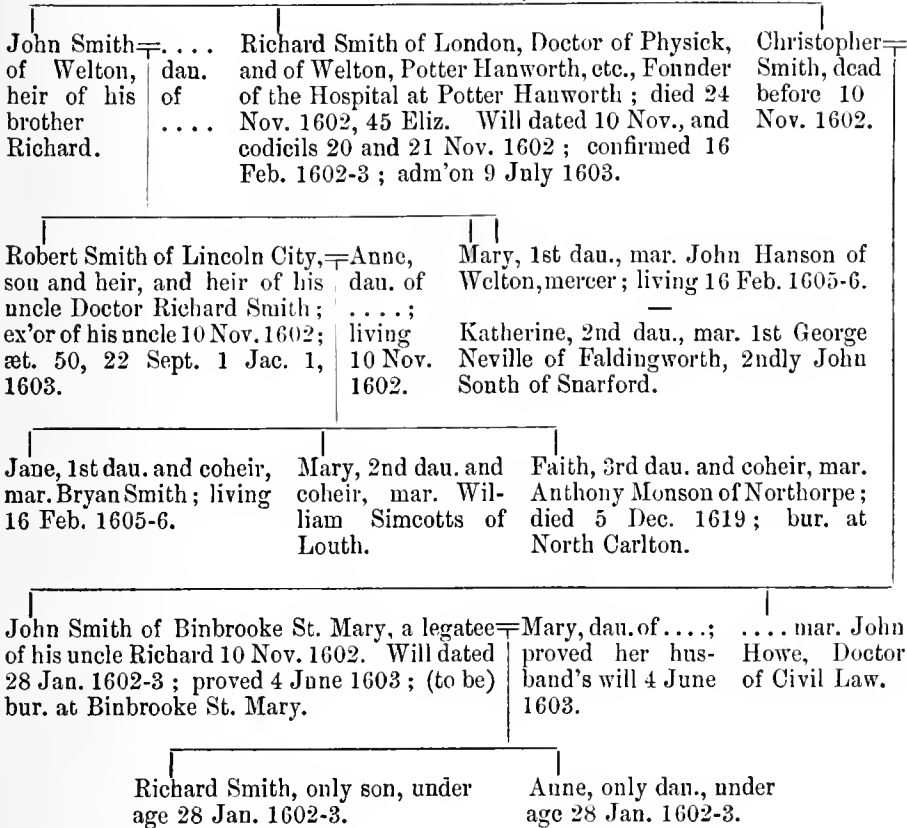 John Smith=. . . .
of Welton, dan.
heir of his of
brother . . . .
Richard.
Richard Smith of London, Doctor of Physick,
and of Welton, Potter Hanworth, etc., Founder
of the Hospital at Potter Hanworth ; died 24
Nov. 1602, 45 Eliz. Will dated 10 Nov., and
codicils 20 and 21 Nov. 1602 ; confirmed 16
Feb. 1602-3 ; adm'on 9 July 1603.
Christopher=
Smith, dead
before 10
Nov. 1602.
Robert Smith of Lincoln City,=Anne,
son and heir, and heir of his dau. of
uncle Doctor Richard Smith ; . . . . ;
ex'or of his uncle 10 Nov. 1602; living
æt. 50, 22 Sept. 1 Jac. 1, 10 Nov.
1603. 1602.
Mary, 1st dau., mar. John Hanson of
Welton, mercer ; living 16 Feb. 1605-6.
—
Katherine, 2nd dau., mar. 1st George
Neville of Faldingworth, 2ndly John
South of Snarford.
Jane, 1st dau. and coheir,
mar. Bryan Smith ; living
16 Feb. 1605-6.
Mary, 2nd dau. and
coheir, mar. Wil-
liam Simcotts of
Louth.
Faith, 3rd dau. and coheir, mar.
Anthony Monson of Northorpe ;
died 5 Dec. 1619 ; bur. at
North Carlton.
John Smith of Binbrooke St. Mary, a legatee=Mary, dau. of . . . . ;
of his uncle Richard 10 Nov. 1602. Will dated proved her hus-
28 Jan. 1602-3 ; proved 4 June 1603 ; (to be) band's will 4 June
bur. at Binbrooke St. Mary. 1603.
. . . . mar. John
Howe, Doctor
of Civil Law.
Richard Smith, only son, under
age 28 Jan. 1602-3.
Anne, only dan., under
age 28 Jan. 1602-3.